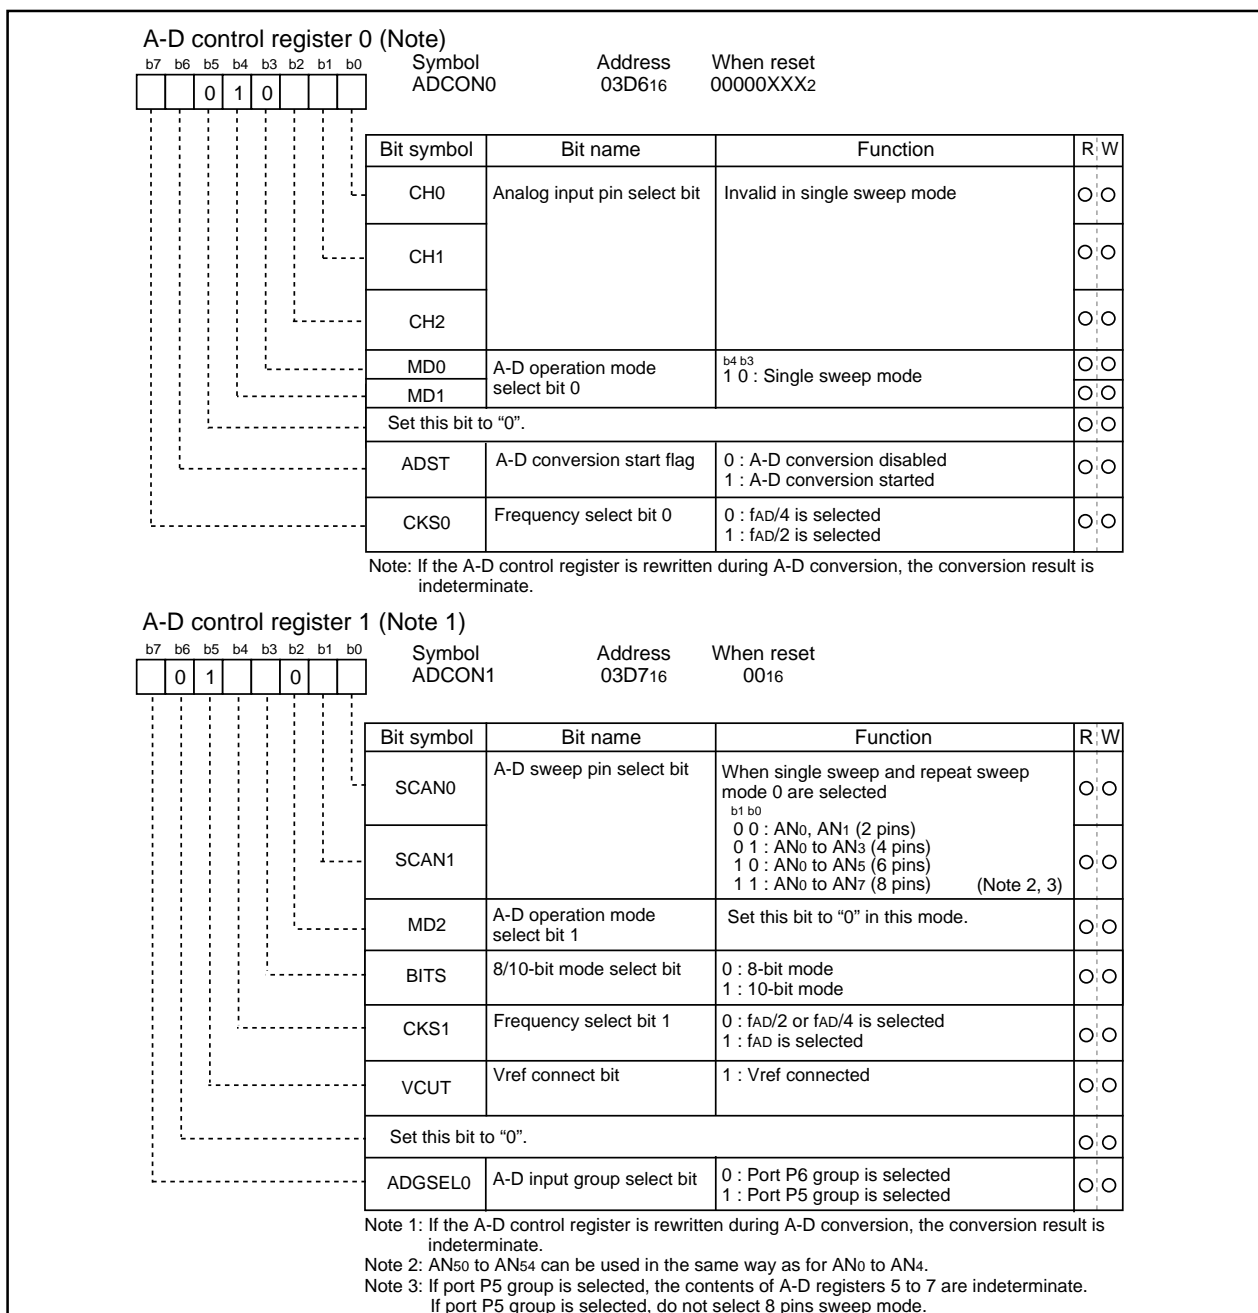 A-D control register 0 (Note)
b7 b6 b5 b4 b3 b2 b1 b0
0 1 0
Symbol Address When reset
ADCON0 03D616 00000XXX2
Bit symbol Bit name Function R W
CH0 Analog input pin select bit Invalid in single sweep mode
CH1
CH2
MD0 A-D operation mode select bit 0 b4 b3
MD1 1 0 : Single sweep mode
Set this bit to “0”.
ADST A-D conversion start flag 0 : A-D conversion disabled
1 : A-D conversion started
CKS0 Frequency select bit 0 0 : fAD/4 is selected
1 : fAD/2 is selected
Note: If the A-D control register is rewritten during A-D conversion, the conversion result is
indeterminate.
A-D control register 1 (Note 1)
b7 b6 b5 b4 b3 b2 b1 b0
0 1 0
Symbol Address When reset
ADCON1 03D716 0016
Bit symbol Bit name Function R W
SCAN0 A-D sweep pin select bit When single sweep and repeat sweep
mode 0 are selected
b1 b0
0 0 : AN0, AN1 (2 pins)
0 1 : AN0 to AN3 (4 pins)
SCAN1 1 0 : AN0 to AN5 (6 pins)
1 1 : AN0 to AN7 (8 pins) (Note 2, 3)
MD2 A-D operation mode
select bit 1 Set this bit to “0” in this mode.
BITS 8/10-bit mode select bit 0 : 8-bit mode
1 : 10-bit mode
CKS1 Frequency select bit 1 0 : fAD/2 or fAD/4 is selected
1 : fAD is selected
VCUT Vref connect bit 1 : Vref connected
Set this bit to “0”.
ADGSEL0 A-D input group select bit 0 : Port P6 group is selected
1 : Port P5 group is selected
Note 1: If the A-D control register is rewritten during A-D conversion, the conversion result is
indeterminate.
Note 2: AN50 to AN54 can be used in the same way as for AN0 to AN4.
Note 3: If port P5 group is selected, the contents of A-D registers 5 to 7 are indeterminate.
If port P5 group is selected, do not select 8 pins sweep mode.